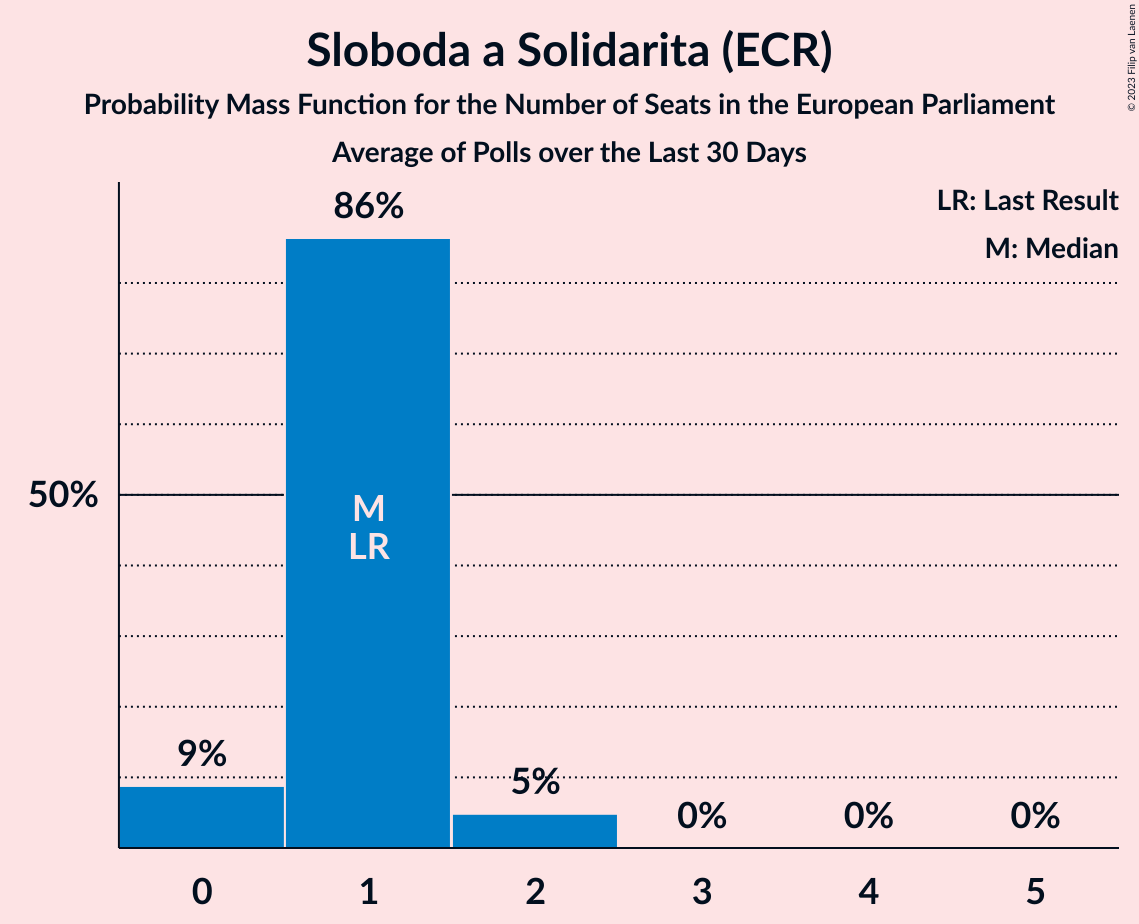 Sloboda a Solidarita (ECR)
Probability Mass Function for the Number of Seats in the European Parliament
Average of Polls over the Last 30 Days
© 2023 Filip van Laenen
LR: Last Result
M: Median
86%
50%
M
LR
9%
5%
0%
0%
0%
0
1
2
3
4
5